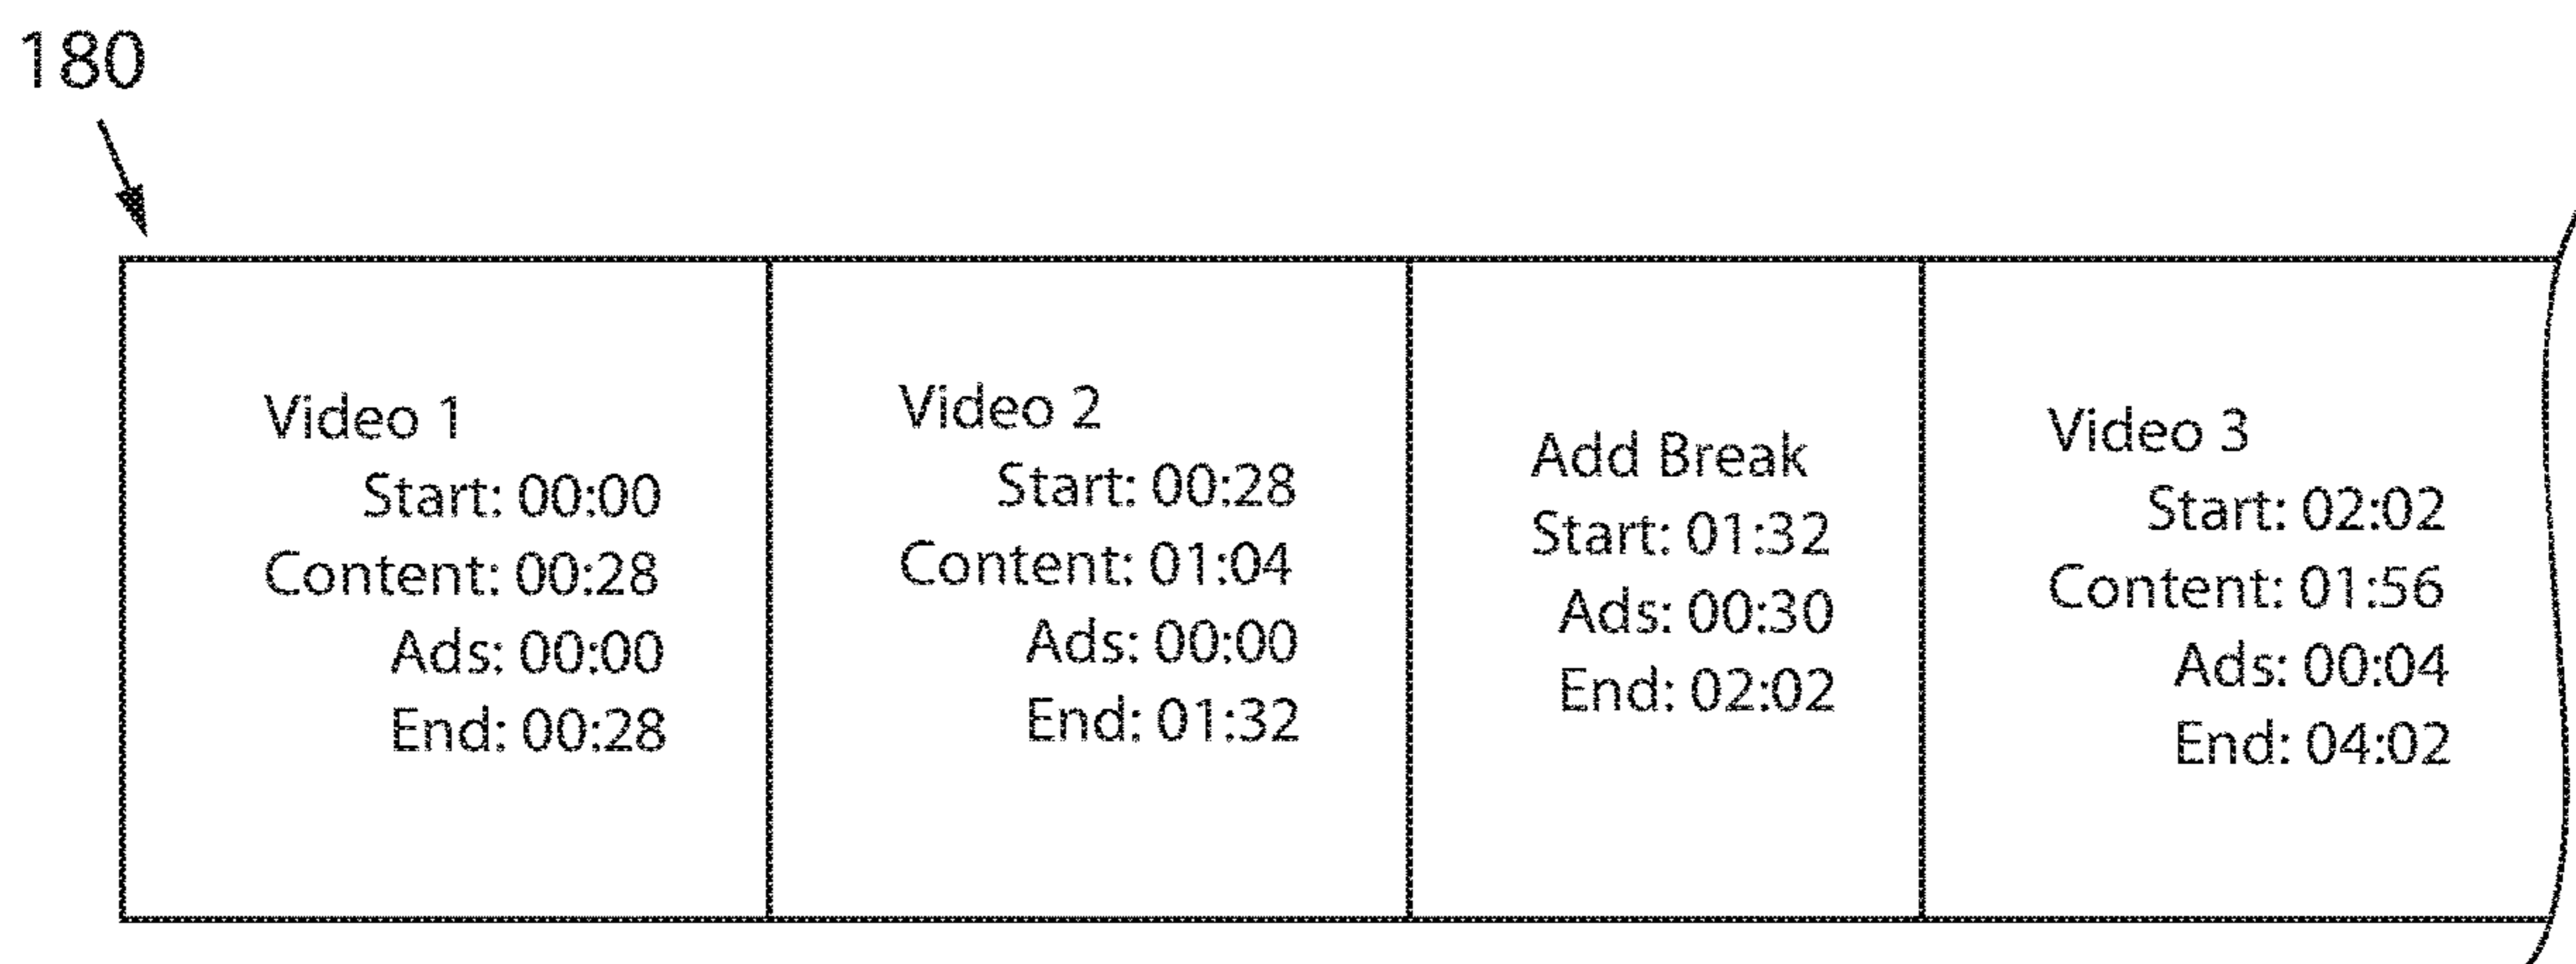 180
Video 1
Start: 00:00
Content: 00:28
Ads: 00:00
End: 00:28
Video 2
Start: 00:28
Content: 01:04
Ads: 00:00
End: 01:32
Add Break
Start: 01:32
Ads: 00:30
End: 02:02
Video 3
Start: 02:02
Content: 01:56
Ads: 00:04
End: 04:02